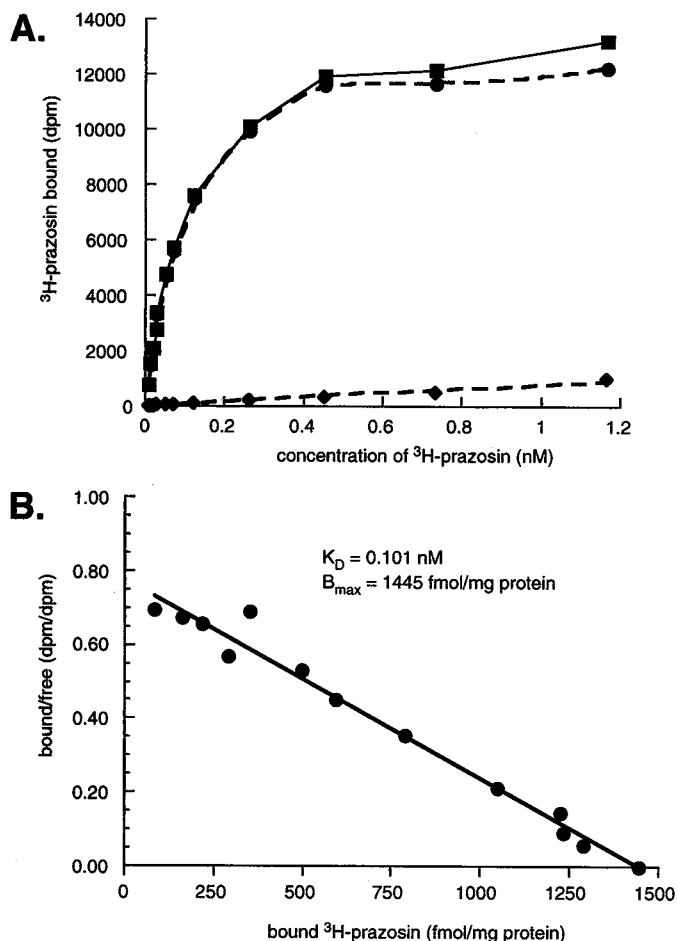 A.
14000
12000
10000
8000
6000
4000
2000
0
³H-prazosin bound (dpm)
0 0.2 0.4 0.6 0.8 1 1.2
concentration of ³H-prazosin (nM)
B.
1.00
0.80
0.60
0.40
0.20
0.00
bound/free (dpm/dpm)
K_D = 0.101 nM
B_max = 1445 fmol/mg protein
0 250 500 750 1000 1250 1500
bound ³H-prazosin (fmol/mg protein)